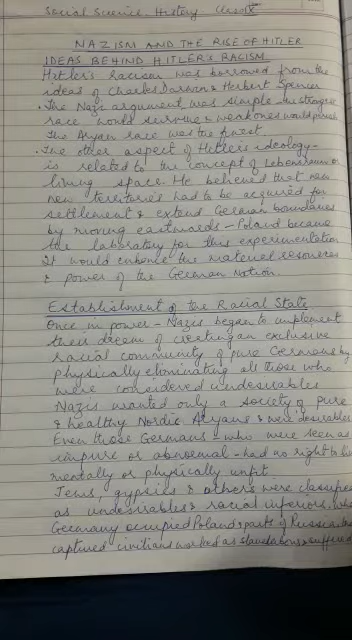 Social Science - History Class IX
NAZISM AND THE RISE OF HITLER
IDEAS BEHIND HITLER'S RACISM
Hitler's racism was borrowed from the
ideas of Charles Darwin & Herbert Spencer
• The Nazi argument was simple - the strongest
race would survive & weak ones would perish
The Aryan race was the finest.
• The other aspect of Hitler's ideology -
is related to the concept of Lebensraum or
living space. He believed that new
new territories had to be acquired for
settlement & extend German boundaries
by moving eastwards - Poland became
the laboratory for this experimentation
It would enhance the material resources
& power of the German Nation.
Establishment of the Racial State
Once in power - Nazis began to implement
their dream of creating an exclusive
racial community of pure Germans by
physically eliminating all those who
were considered undesirables
Nazis wanted only a society of pure
& healthy Nordic Aryans & were desirables
Even those Germans - who were seen as
impure or abnormal - had no right to live
mentally or physically unfit
Jews, gypsies & others were classified
as undesirables & racial inferiors.
Germany occupied Poland & parts of Russia
captured civilians worked as slave labour & suffered